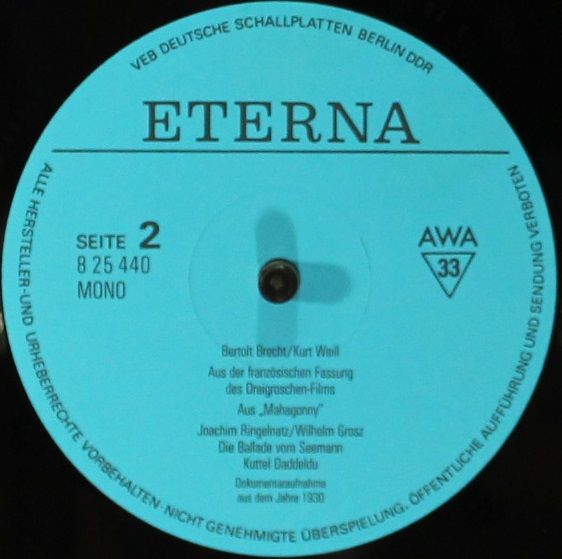 VEB DEUTSCHE SCHALLPLATTEN BERLIN DDR
ETERNA
SEITE 2
8 25 440
MONO
AWA
33
Bertolt Brecht/Kurt Weill
Aus der französischen Fassung
des Dreigroschen-Films
Aus „Mahagonny"
Joachim Ringelnatz/Wilhelm Grosz
Die Ballade vom Seemann
Kuttel Daddeldu
Dokumentaraufnahme
aus dem Jahre 1930
ALLE HERSTELLER-UND URHEBERRECHTE VORBEHALTEN·NICHT GENEHMIGTE ÜBERSPIELUNG, ÖFFENTLICHE AUFFÜHRUNG UND SENDUNG VERBOTEN